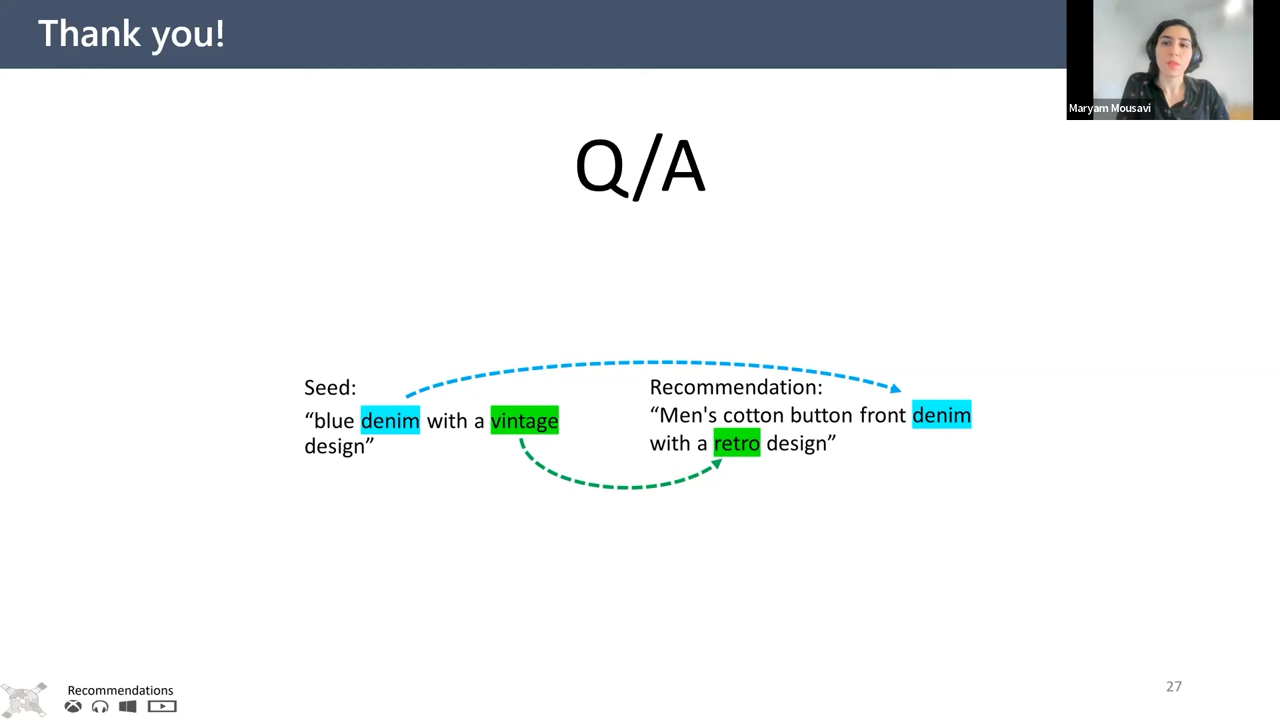 Thank you!
Maryam Mousavi
Q/A
Seed:
“blue denim with a vintage
design”
Recommendation:
“Men's cotton button front denim
with a retro design”
Recommendations
27